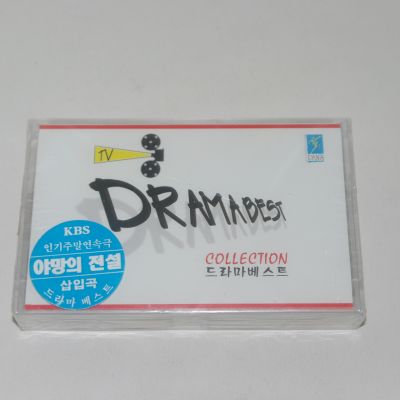 TV
DRAMABEST
COLLECTION
드라마베스트
KBS
인기주말연속극
야망의 전설
삽입곡
드라마 베스트